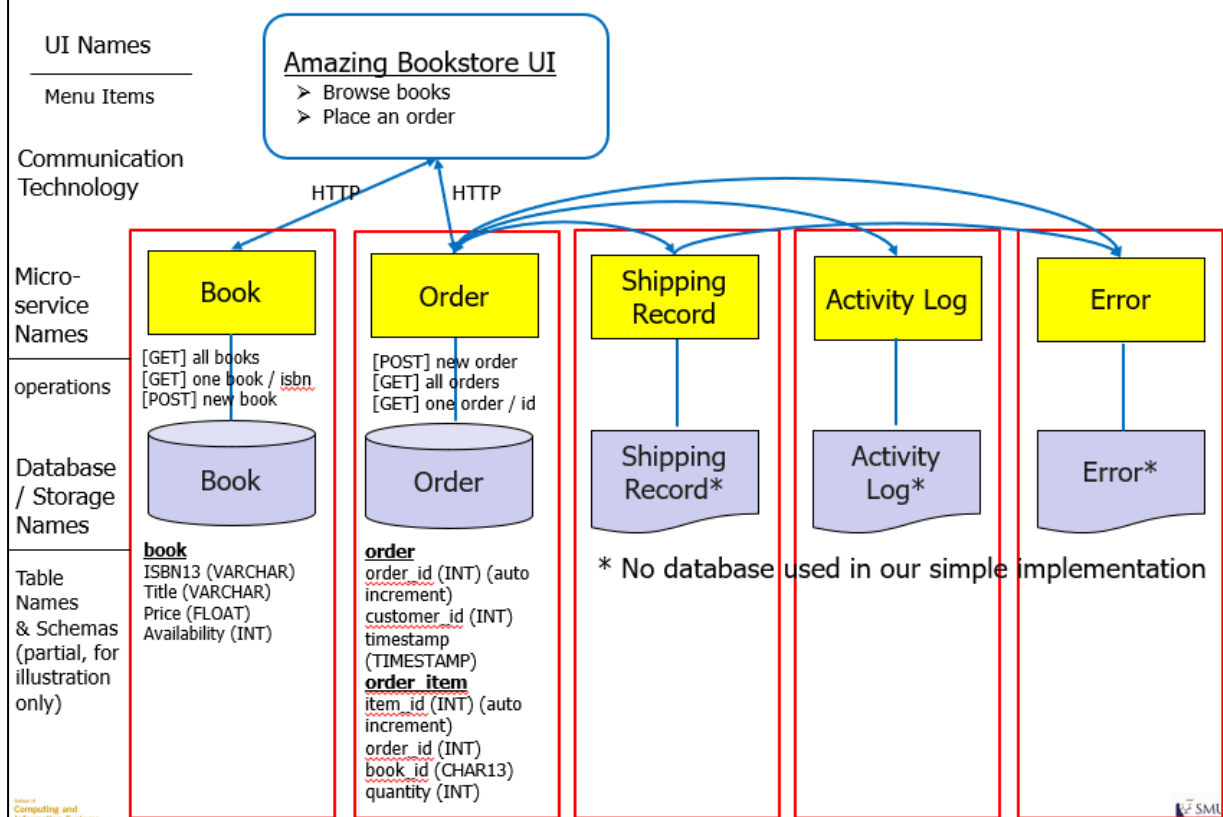 UI Names
Menu Items
Amazing Bookstore UI
➢ Browse books
➢ Place an order
Communication
Technology
HTTP
HTTP
Micro-
service
Names
Book
Order
Shipping
Record
Activity Log
Error
operations
[GET] all books
[GET] one book / isbn
[POST] new book
[POST] new order
[GET] all orders
[GET] one order / id
Database
/ Storage
Names
Book
Order
Shipping
Record*
Activity
Log*
Error*
* No database used in our simple implementation
Table
Names
& Schemas
(partial, for
illustration
only)
book
ISBN13 (VARCHAR)
Title (VARCHAR)
Price (FLOAT)
Availability (INT)
order
order_id (INT) (auto
increment)
customer_id (INT)
timestamp
(TIMESTAMP)
order_item
item_id (INT) (auto
increment)
order_id (INT)
book_id (CHAR13)
quantity (INT)
School of
Computing and
SMU